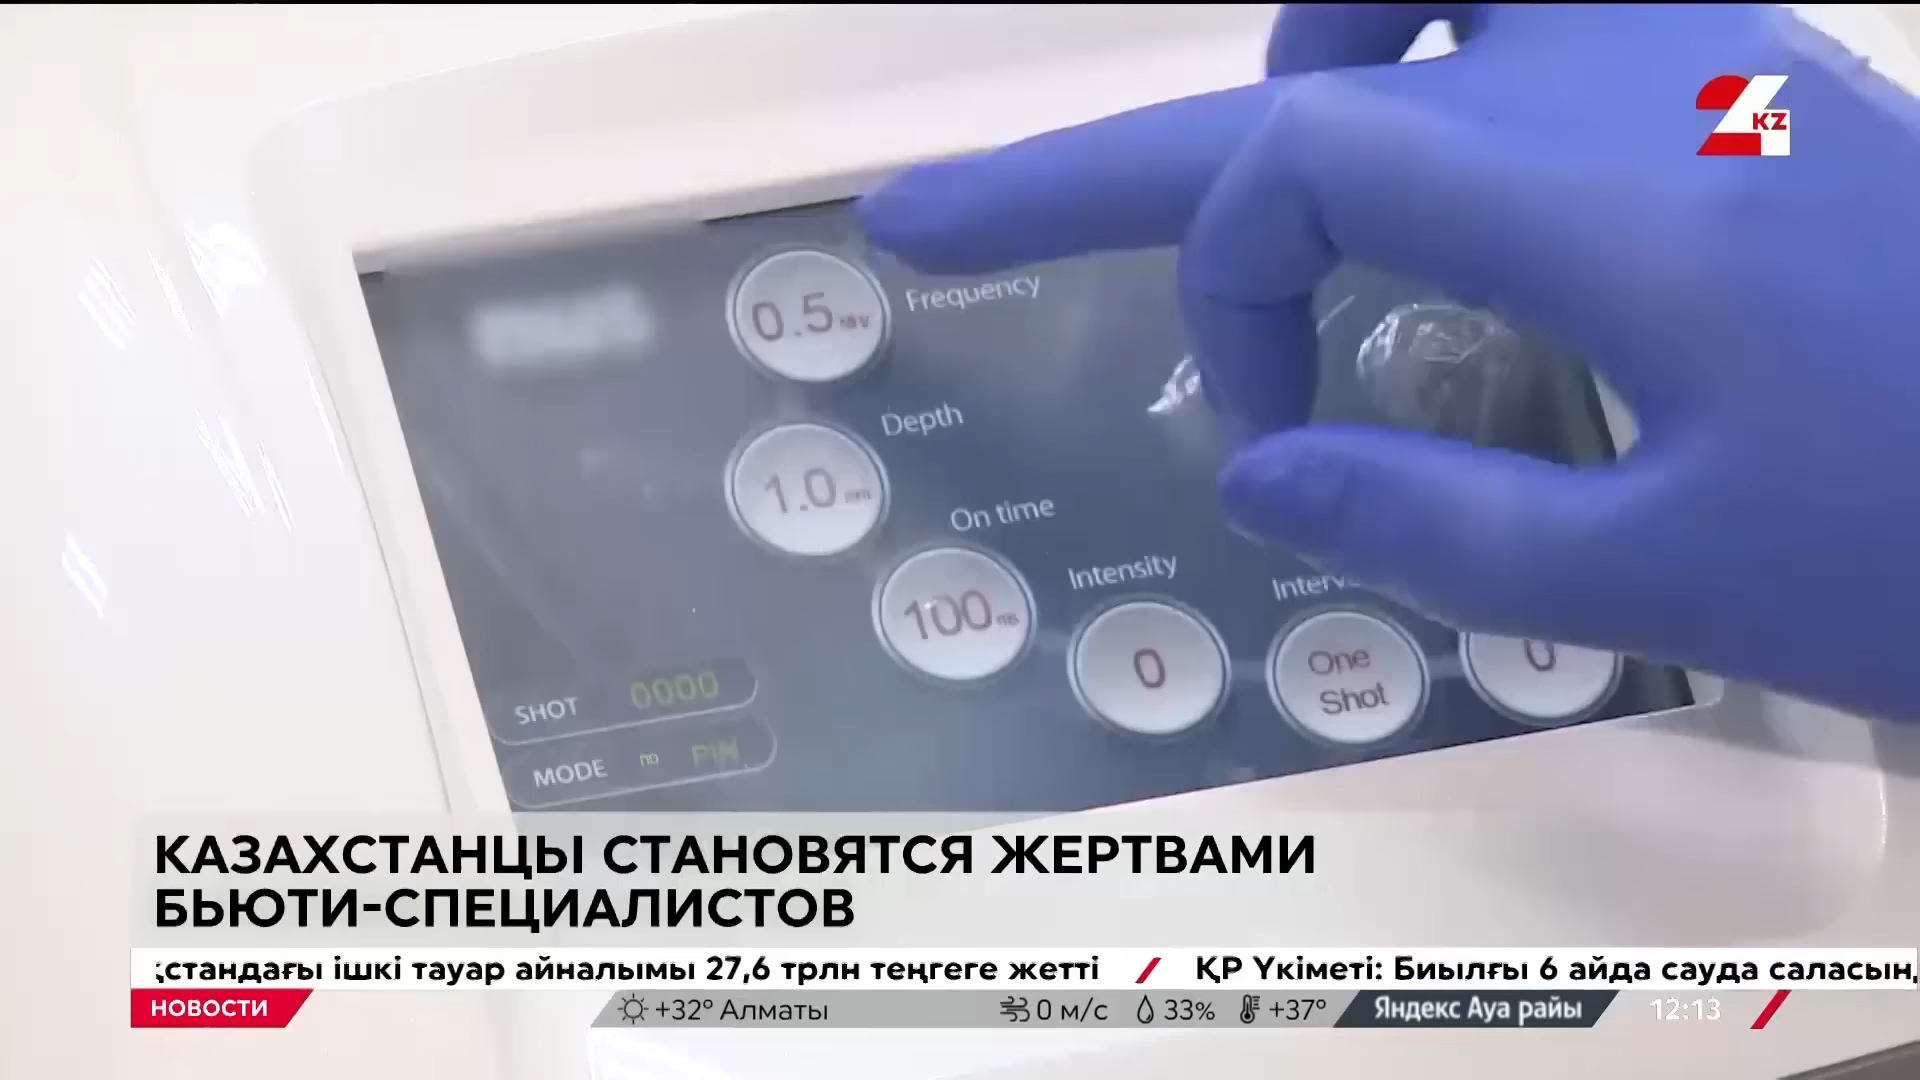 24
KZ
0.5
Frequency
Depth
1.0
On time
100
Intensity
0
One
Shot
0
SHOT 0000
MODE PIN
КАЗАХСТАНЦЫ СТАНОВЯТСЯ ЖЕРТВАМИ
БЬЮТИ-СПЕЦИАЛИСТОВ
ішкі тауар айналымы 27,6 трлн теңгеге жетті / ҚР Үкіметі: Биылғы 6 айда сауда
НОВОСТИ +32° Алматы 0 м/с 33% +37° Яндекс Ауа райы 12:13